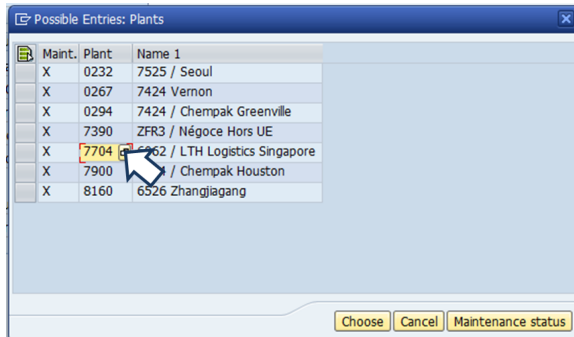 Possible Entries: Plants
Maint. Plant Name 1
X 0232 7525 / Seoul
X 0267 7424 Vernon
X 0294 7424 / Chempak Greenville
X 7390 ZFR3 / Négoce Hors UE
X 7704 / LTH Logistics Singapore
X 7900 / Chempak Houston
X 8160 6526 Zhangjiagang
Choose Cancel Maintenance status